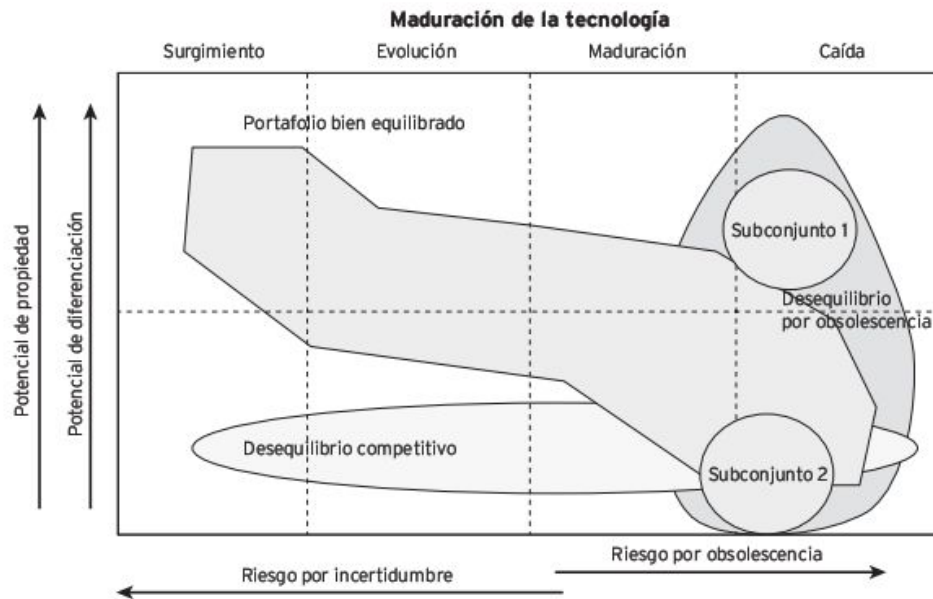 Maduración de la tecnología
Surgimiento
Evolución
Maduración
Caída
Portafolio bien equilibrado
Subconjunto 1
Desequilibrio
por obsolescencia
Desequilibrio competitivo
Subconjunto 2
Potencial de propiedad
Potencial de diferenciación
Riesgo por obsolescencia
Riesgo por incertidumbre